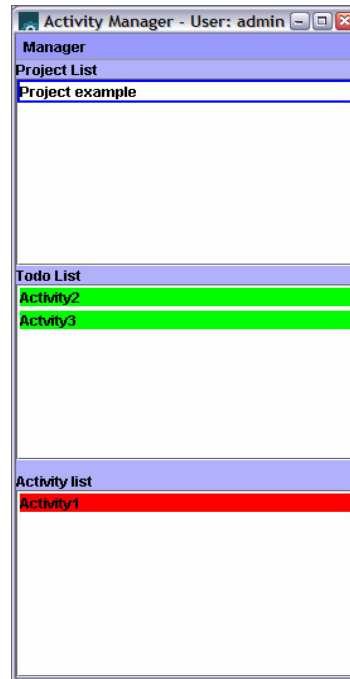 Activity Manager - User: admin
Manager
Project List
Project example
Todo List
Activity2
Actvity3
Activity list
Activity1